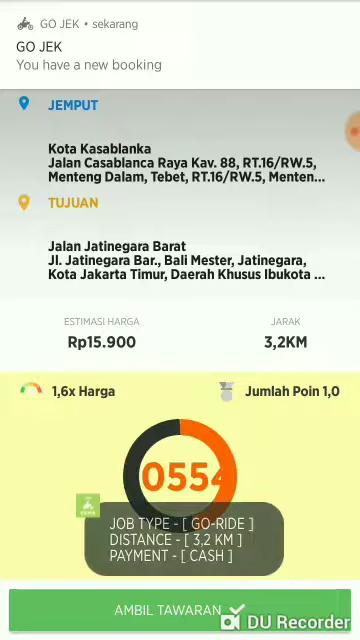 GO JEK • sekarang
GO JEK
You have a new booking
JEMPUT
Kota Kasablanka
Jalan Casablanca Raya Kav. 88, RT.16/RW.5,
Menteng Dalam, Tebet, RT.16/RW.5, Menten...
TUJUAN
Jalan Jatinegara Barat
Jl. Jatinegara Bar., Bali Mester, Jatinegara,
Kota Jakarta Timur, Daerah Khusus Ibukota ...
ESTIMASI HARGA
JARAK
Rp15.900
3,2KM
1,6x Harga
Jumlah Poin 1,0
0554
JOB TYPE - [ GO-RIDE ]
DISTANCE - [ 3,2 KM ]
PAYMENT - [ CASH ]
AMBIL TAWARAN
DU Recorder